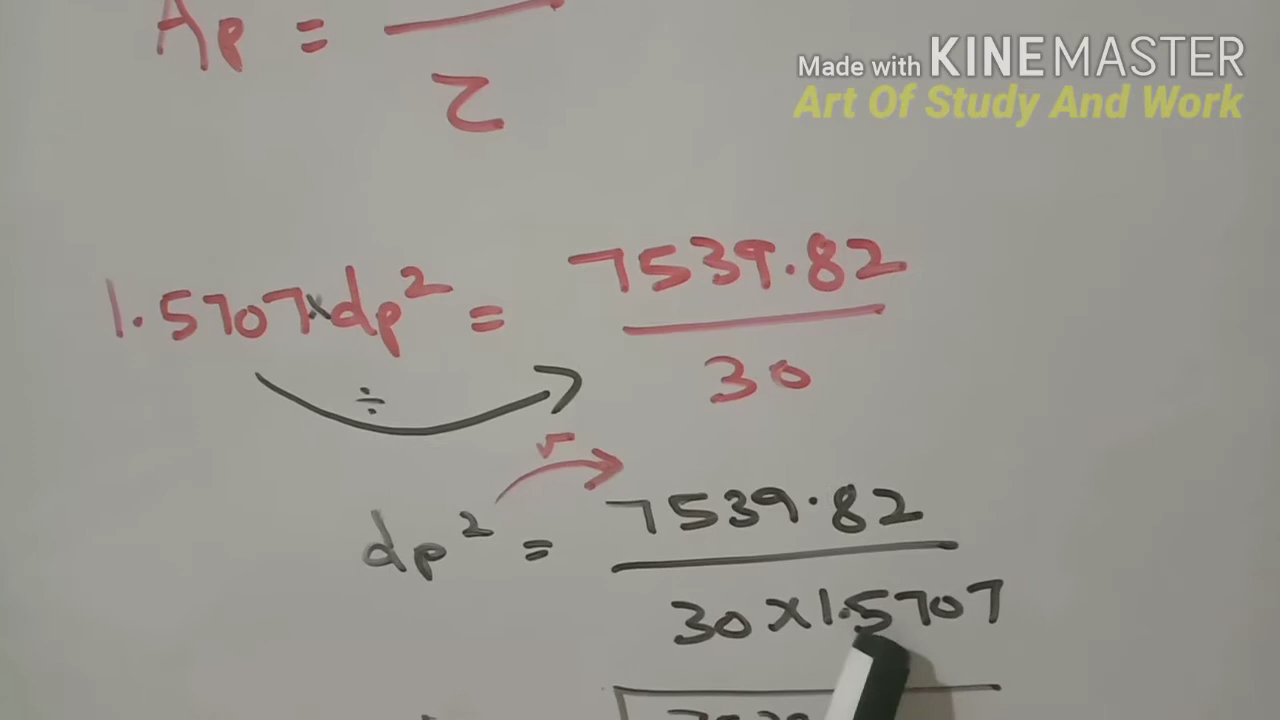 Made with KINEMASTER
Art Of Study And Work
Ap = ― / 2
1.5707 × dp² = 7539.82 / 30
÷
√
dp² = 7539.82 / 30 × 1.5707